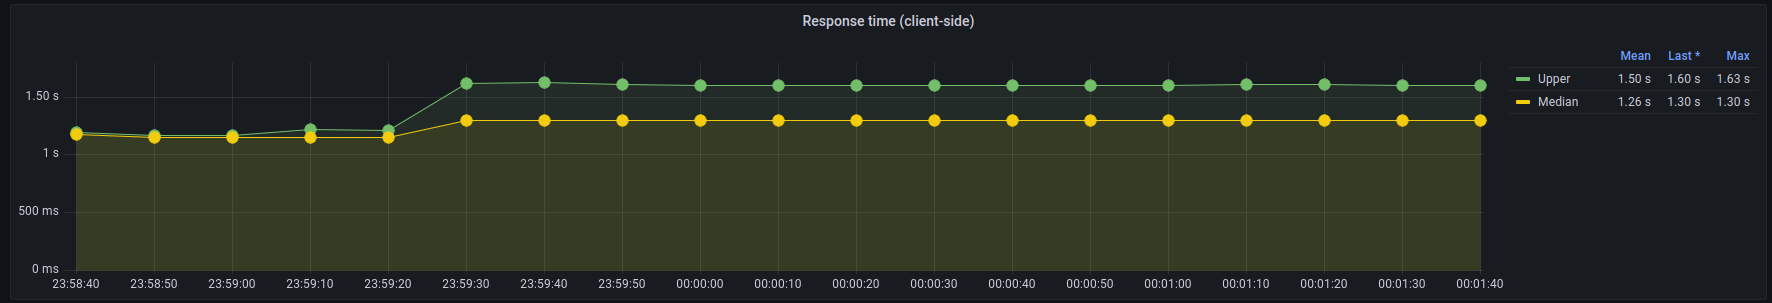 Response time (client-side)
Mean Last * Max
Upper 1.50 s 1.60 s 1.63 s
Median 1.26 s 1.30 s 1.30 s
1.50 s
1 s
500 ms
0 ms
23:58:40 23:58:50 23:59:00 23:59:10 23:59:20 23:59:30 23:59:40 23:59:50 00:00:00 00:00:10 00:00:20 00:00:30 00:00:40 00:00:50 00:01:00 00:01:10 00:01:20 00:01:30 00:01:40